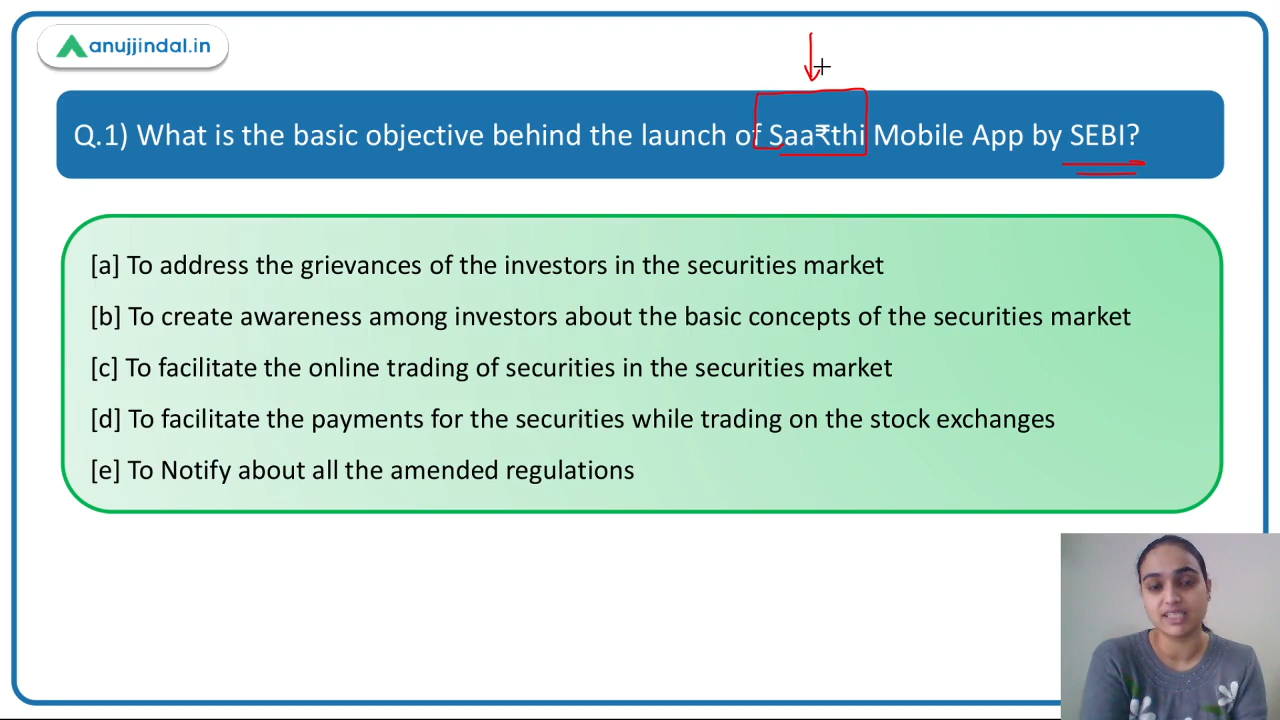 anujjindal.in
Q.1) What is the basic objective behind the launch of Saa₹thi Mobile App by SEBI?
[a] To address the grievances of the investors in the securities market
[b] To create awareness among investors about the basic concepts of the securities market
[c] To facilitate the online trading of securities in the securities market
[d] To facilitate the payments for the securities while trading on the stock exchanges
[e] To Notify about all the amended regulations